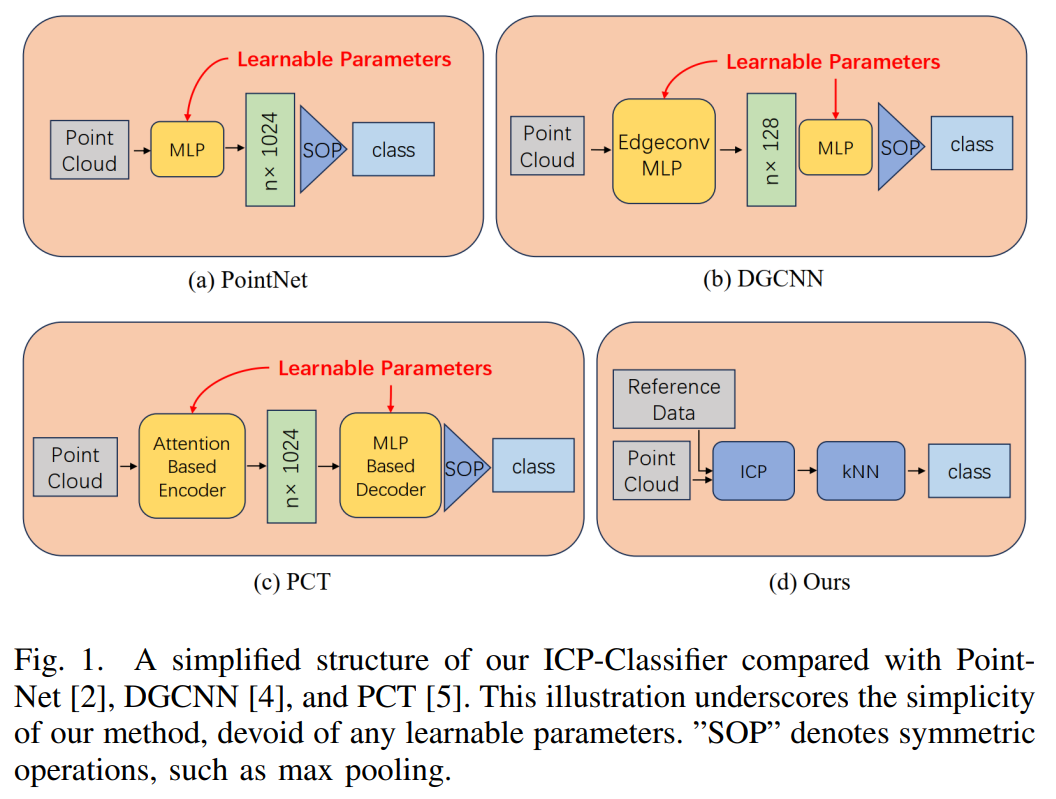 Learnable Parameters
Point
Cloud
MLP
n× 1024
SOP
class
(a) PointNet
Learnable Parameters
Point
Cloud
Edgeconv
MLP
n× 128
MLP
SOP
class
(b) DGCNN
Learnable Parameters
Point
Cloud
Attention
Based
Encoder
n× 1024
MLP
Based
Decoder
SOP
class
(c) PCT
Reference
Data
Point
Cloud
ICP
kNN
class
(d) Ours
Fig. 1. A simplified structure of our ICP-Classifier compared with Point-
Net [2], DGCNN [4], and PCT [5]. This illustration underscores the simplicity
of our method, devoid of any learnable parameters. ”SOP” denotes symmetric
operations, such as max pooling.